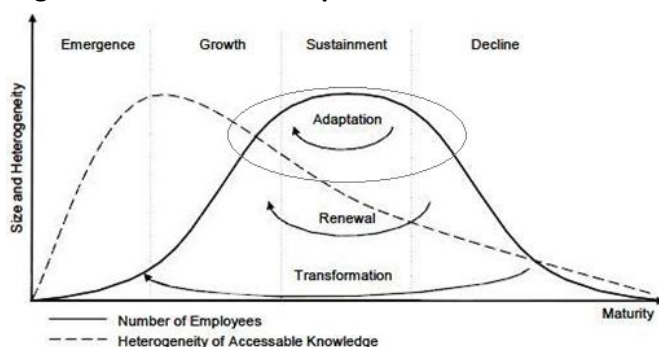 Emergence Growth Sustainment Decline
Size and Heterogeneity
Adaptation
Renewal
Transformation
Maturity
Number of Employees
Heterogeneity of Accessable Knowledge